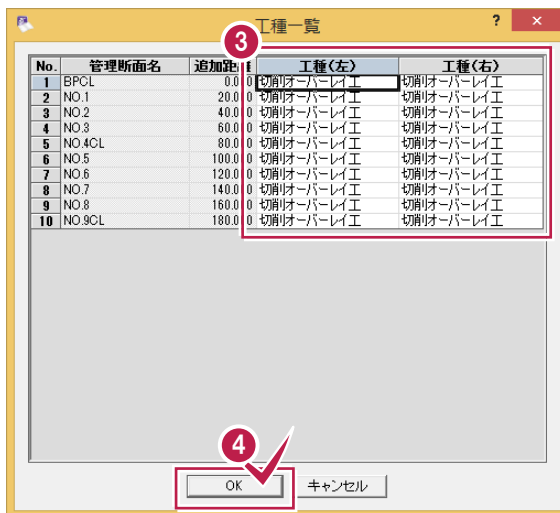 工種一覧 ? ×
3
No. 管理断面名 追加距離 工種(左) 工種(右)
1 BPCL 0.000 切削オーバーレイ工 切削オーバーレイ工
2 NO.1 20.000 切削オーバーレイ工 切削オーバーレイ工
3 NO.2 40.000 切削オーバーレイ工 切削オーバーレイ工
4 NO.3 60.000 切削オーバーレイ工 切削オーバーレイ工
5 NO.4CL 80.000 切削オーバーレイ工 切削オーバーレイ工
6 NO.5 100.000 切削オーバーレイ工 切削オーバーレイ工
7 NO.6 120.000 切削オーバーレイ工 切削オーバーレイ工
8 NO.7 140.000 切削オーバーレイ工 切削オーバーレイ工
9 NO.8 160.000 切削オーバーレイ工 切削オーバーレイ工
10 NO.9CL 180.000 切削オーバーレイ工 切削オーバーレイ工
4
OK キャンセル